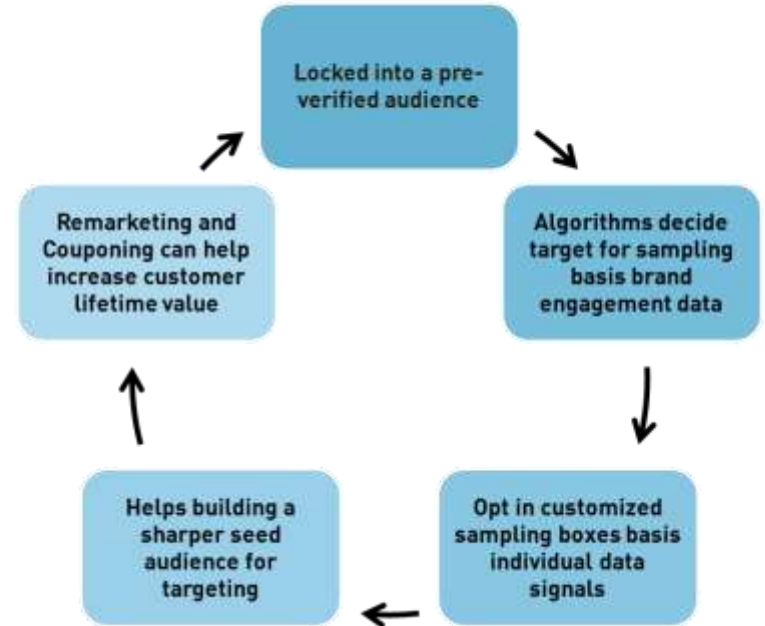 Locked into a pre-
verified audience
Algorithms decide
target for sampling
basis brand
engagement data
Opt in customized
sampling boxes basis
individual data
signals
Helps building a
sharper seed
audience for
targeting
Remarketing and
Couponing can help
increase customer
lifetime value